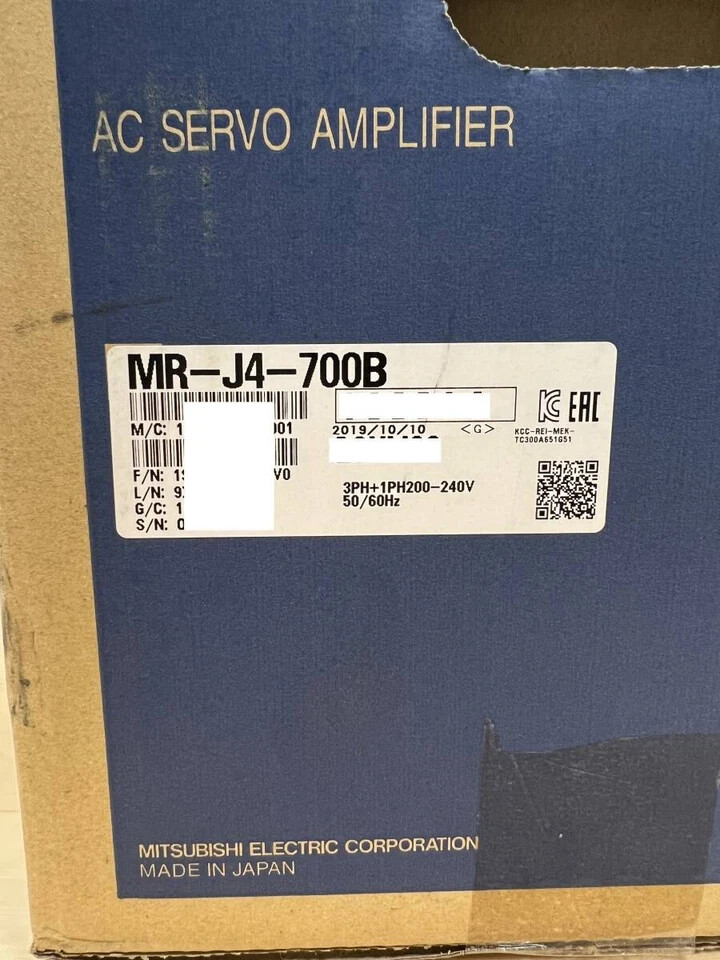 AC SERVO AMPLIFIER
MR-J4-700B
M/C: 1 001
2019/10/10 <G>
KCC-REI-MEK-
TC300A651G51
EAC
F/N: 1S V0
L/N: 9
G/C: 1
S/N: 0
3PH+1PH200-240V
50/60Hz
MITSUBISHI ELECTRIC CORPORATION
MADE IN JAPAN